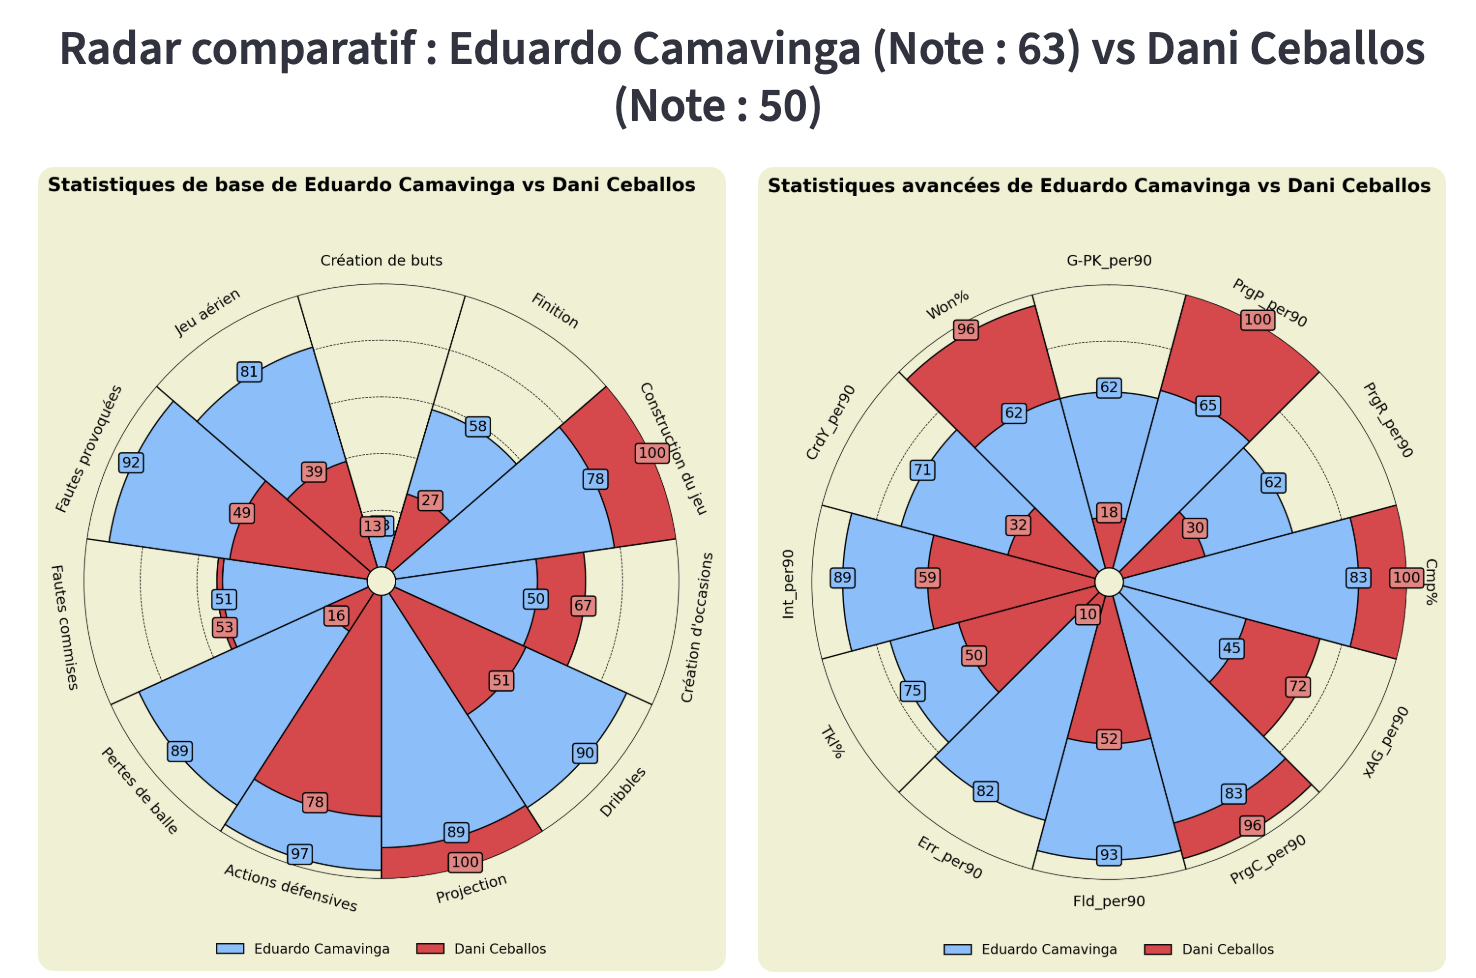 Radar comparatif : Eduardo Camavinga (Note : 63) vs Dani Ceballos
(Note : 50)
Statistiques de base de Eduardo Camavinga vs Dani Ceballos
Création de buts
Finition
Construction du jeu
Création d'occasions
Dribbles
Projection
Actions défensives
Pertes de balle
Fautes commises
Fautes provoquées
Jeu aérien
13
58
27
78
100
50
67
90
51
89
100
97
78
89
16
51
53
92
49
81
39
Eduardo Camavinga
Dani Ceballos
Statistiques avancées de Eduardo Camavinga vs Dani Ceballos
G-PK_per90
PrgP_per90
PrgR_per90
Cmp%
xAG_per90
PrgC_per90
Fld_per90
Err_per90
Tkl%
Int_per90
CrdY_per90
Won%
62
18
65
100
62
30
83
100
45
72
83
96
93
52
82
10
75
50
89
59
71
32
62
96
Eduardo Camavinga
Dani Ceballos